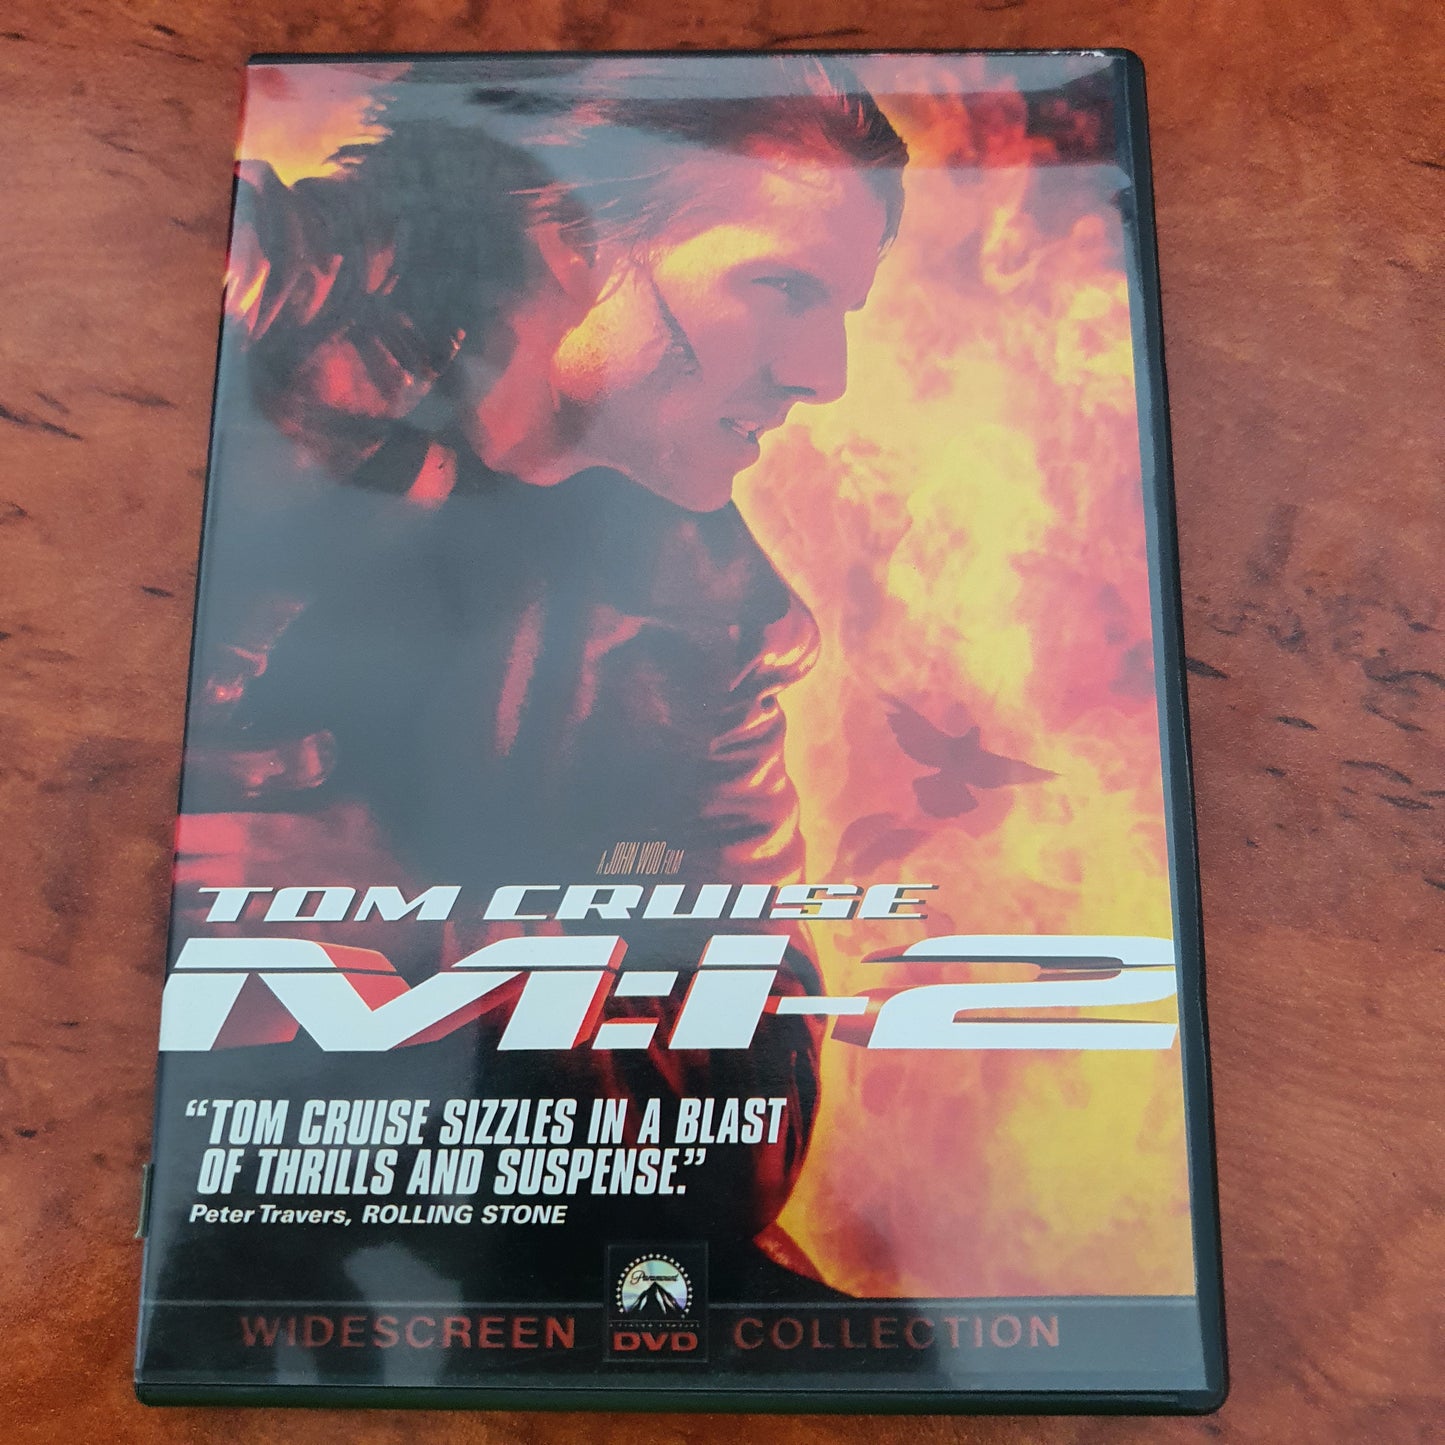 A JOHN WOO FILM
TOM CRUISE
M:I-2
“TOM CRUISE SIZZLES IN A BLAST
OF THRILLS AND SUSPENSE.”
Peter Travers, ROLLING STONE
Paramount
WIDESCREEN DVD COLLECTION